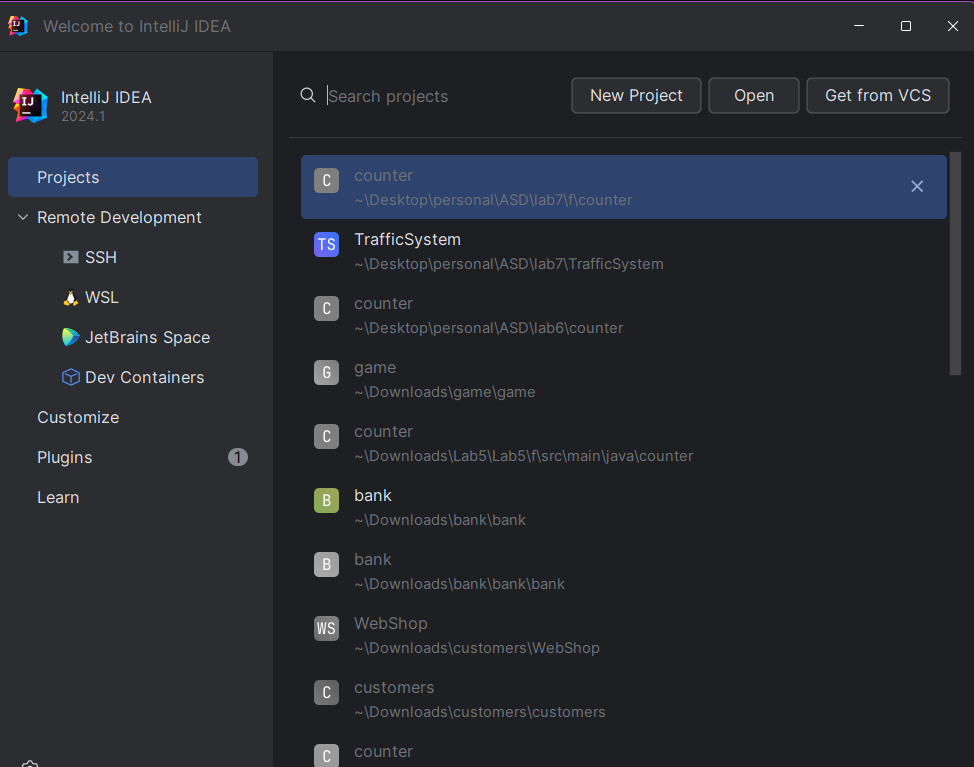 Welcome to IntelliJ IDEA
IntelliJ IDEA
2024.1
Projects
Remote Development
SSH
WSL
JetBrains Space
Dev Containers
Customize
Plugins 1
Learn
Search projects
New Project
Open
Get from VCS
C counter
~\Desktop\personal\ASD\lab7\f\counter
TS TrafficSystem
~\Desktop\personal\ASD\lab7\TrafficSystem
C counter
~\Desktop\personal\ASD\lab6\counter
G game
~\Downloads\game\game
C counter
~\Downloads\Lab5\Lab5\f\src\main\java\counter
B bank
~\Downloads\bank\bank
B bank
~\Downloads\bank\bank\bank
WS WebShop
~\Downloads\customers\WebShop
C customers
~\Downloads\customers\customers
C counter